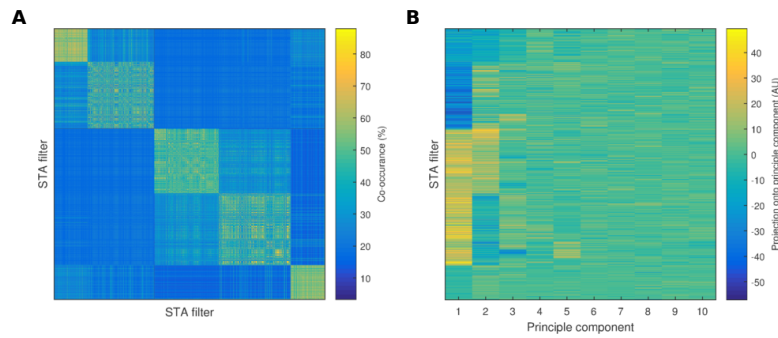 A
B
STA filter
STA filter
80
70
60
50
40
30
20
10
Co-occurance (%)
STA filter
1 2 3 4 5 6 7 8 9 10
Principle component
40
30
20
10
0
-10
-20
-30
-40
-50
Projection onto principle component (AU)